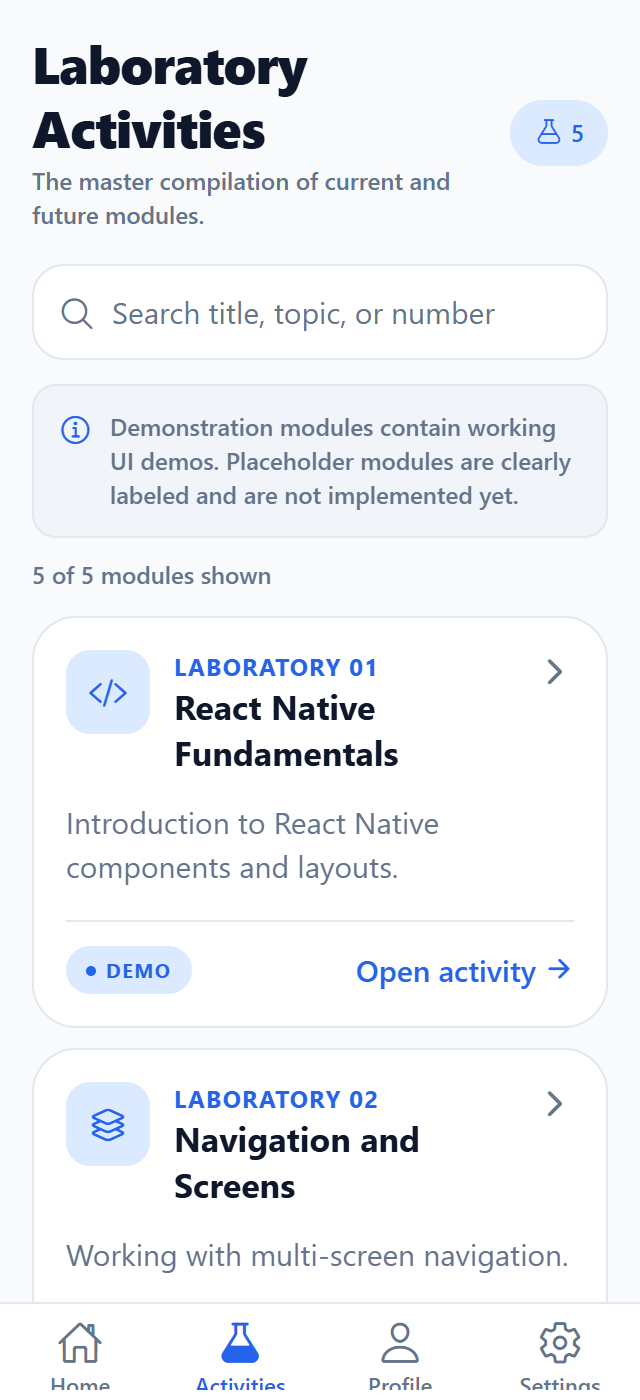 Laboratory
Activities
5
The master compilation of current and
future modules.
Search title, topic, or number
Demonstration modules contain working
UI demos. Placeholder modules are clearly
labeled and are not implemented yet.
5 of 5 modules shown
LABORATORY 01
React Native
Fundamentals
Introduction to React Native
components and layouts.
DEMO
Open activity
LABORATORY 02
Navigation and
Screens
Working with multi-screen navigation.
Home
Activities
Profile
Settings